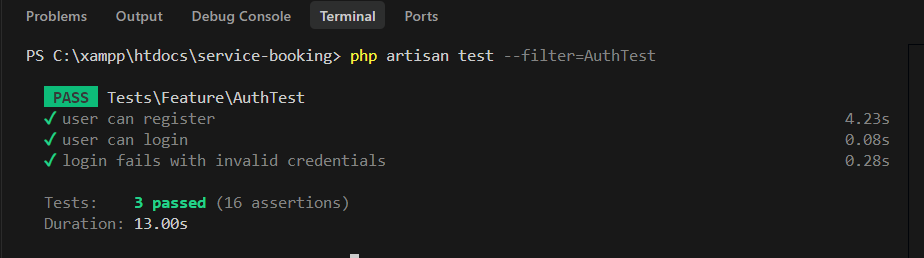 Problems Output Debug Console Terminal Ports
PS C:\xampp\htdocs\service-booking> php artisan test --filter=AuthTest
PASS Tests\Feature\AuthTest
✓ user can register 4.23s
✓ user can login 0.08s
✓ login fails with invalid credentials 0.28s
Tests: 3 passed (16 assertions)
Duration: 13.00s